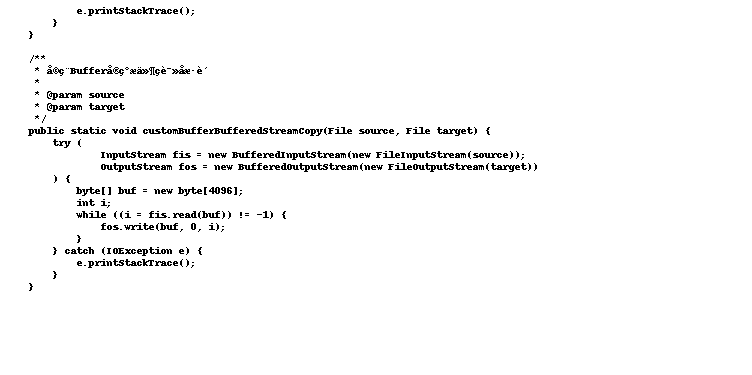 e.printStackTrace();
        }
    }

    /**
     * å©ç¨Bufferå®ç°æä»¶çè¯»åæ·è´
     *
     * @param source
     * @param target
     */
    public static void customBufferBufferedStreamCopy(File source, File target) {
        try (
                InputStream fis = new BufferedInputStream(new FileInputStream(source));
                OutputStream fos = new BufferedOutputStream(new FileOutputStream(target))
        ) {
            byte[] buf = new byte[4096];
            int i;
            while ((i = fis.read(buf)) != -1) {
                fos.write(buf, 0, i);
            }
        } catch (IOException e) {
            e.printStackTrace();
        }
    }